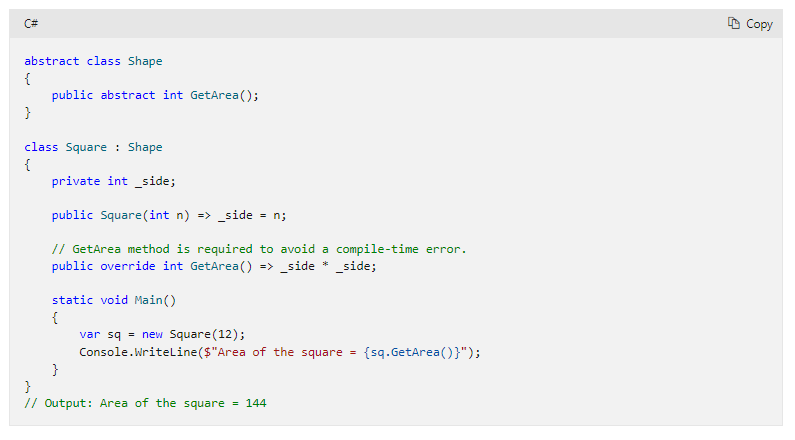 C#
Copy
abstract class Shape
{
    public abstract int GetArea();
}
class Square : Shape
{
    private int _side;
    public Square(int n) => _side = n;
    // GetArea method is required to avoid a compile-time error.
    public override int GetArea() => _side * _side;
    static void Main()
    {
        var sq = new Square(12);
        Console.WriteLine($"Area of the square = {sq.GetArea()}");
    }
}
// Output: Area of the square = 144